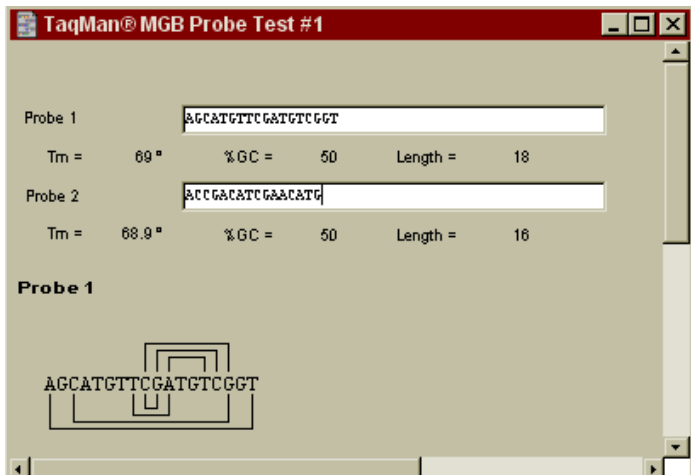 TaqMan® MGB Probe Test #1
Probe 1 AGCATGTTCGATGTCGGT
Tm = 69° %GC = 50 Length = 18
Probe 2 ACCGACATCGAACATG
Tm = 68.9° %GC = 50 Length = 16
Probe 1
AGCATGTTCGATGTCGGT